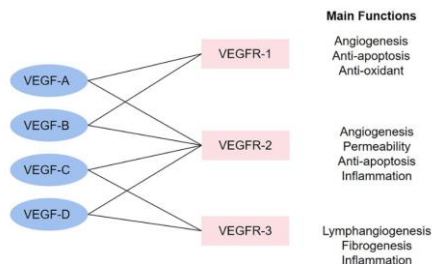 Main Functions
VEGF-A
VEGF-B
VEGF-C
VEGF-D
VEGFR-1
VEGFR-2
VEGFR-3
Angiogenesis
Anti-apoptosis
Anti-oxidant
Angiogenesis
Permeability
Anti-apoptosis
Inflammation
Lymphangiogenesis
Fibrogenesis
Inflammation